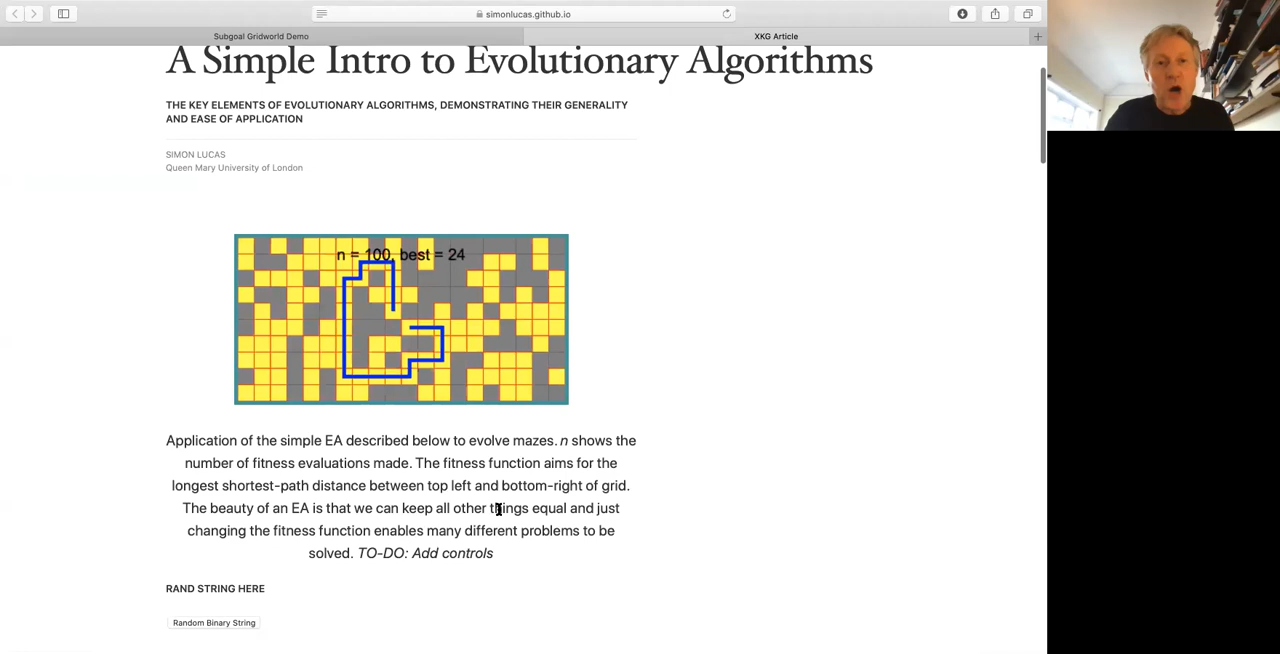 simonlucas.github.io
Subgoal Gridworld Demo
XKG Article
A Simple Intro to Evolutionary Algorithms
THE KEY ELEMENTS OF EVOLUTIONARY ALGORITHMS, DEMONSTRATING THEIR GENERALITY
AND EASE OF APPLICATION
SIMON LUCAS
Queen Mary University of London
n = 100, best = 24
Application of the simple EA described below to evolve mazes. n shows the
number of fitness evaluations made. The fitness function aims for the
longest shortest-path distance between top left and bottom-right of grid.
The beauty of an EA is that we can keep all other things equal and just
changing the fitness function enables many different problems to be
solved. TO-DO: Add controls
RAND STRING HERE
Random Binary String